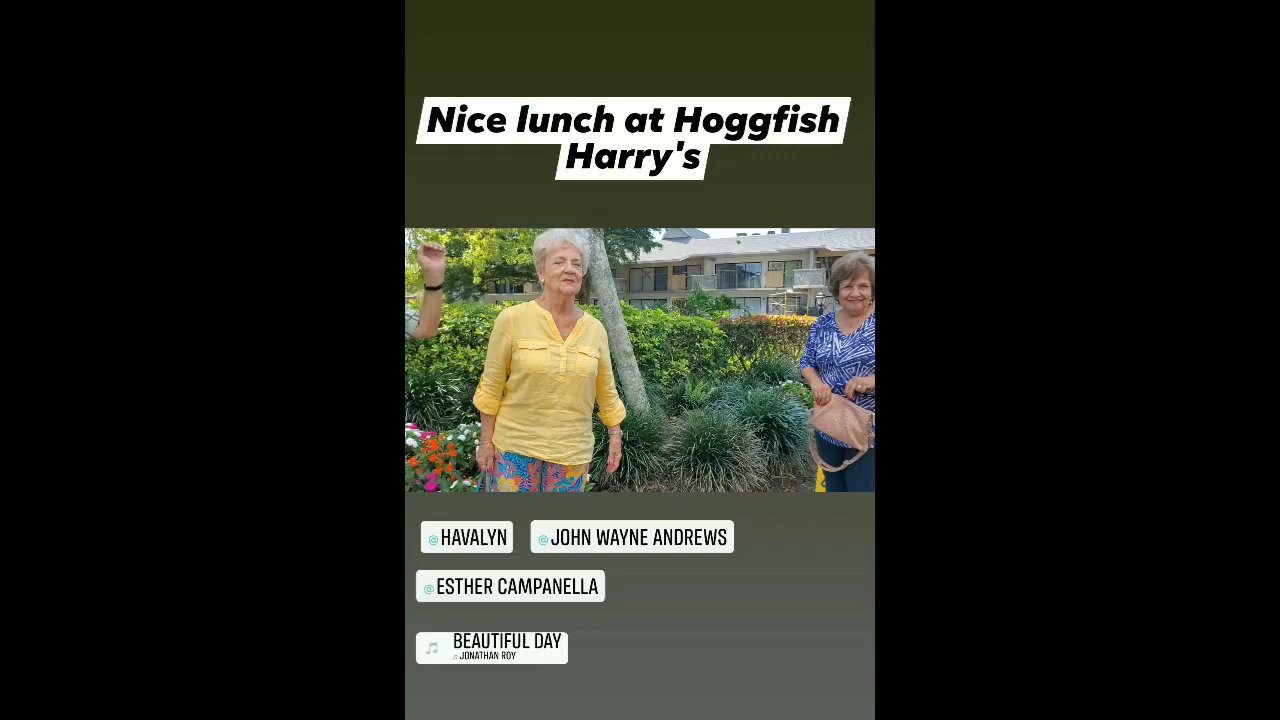 Nice lunch at Hoggfish
Harry's
@HAVALYN
@JOHN WAYNE ANDREWS
@ESTHER CAMPANELLA
BEAUTIFUL DAY
JONATHAN ROY